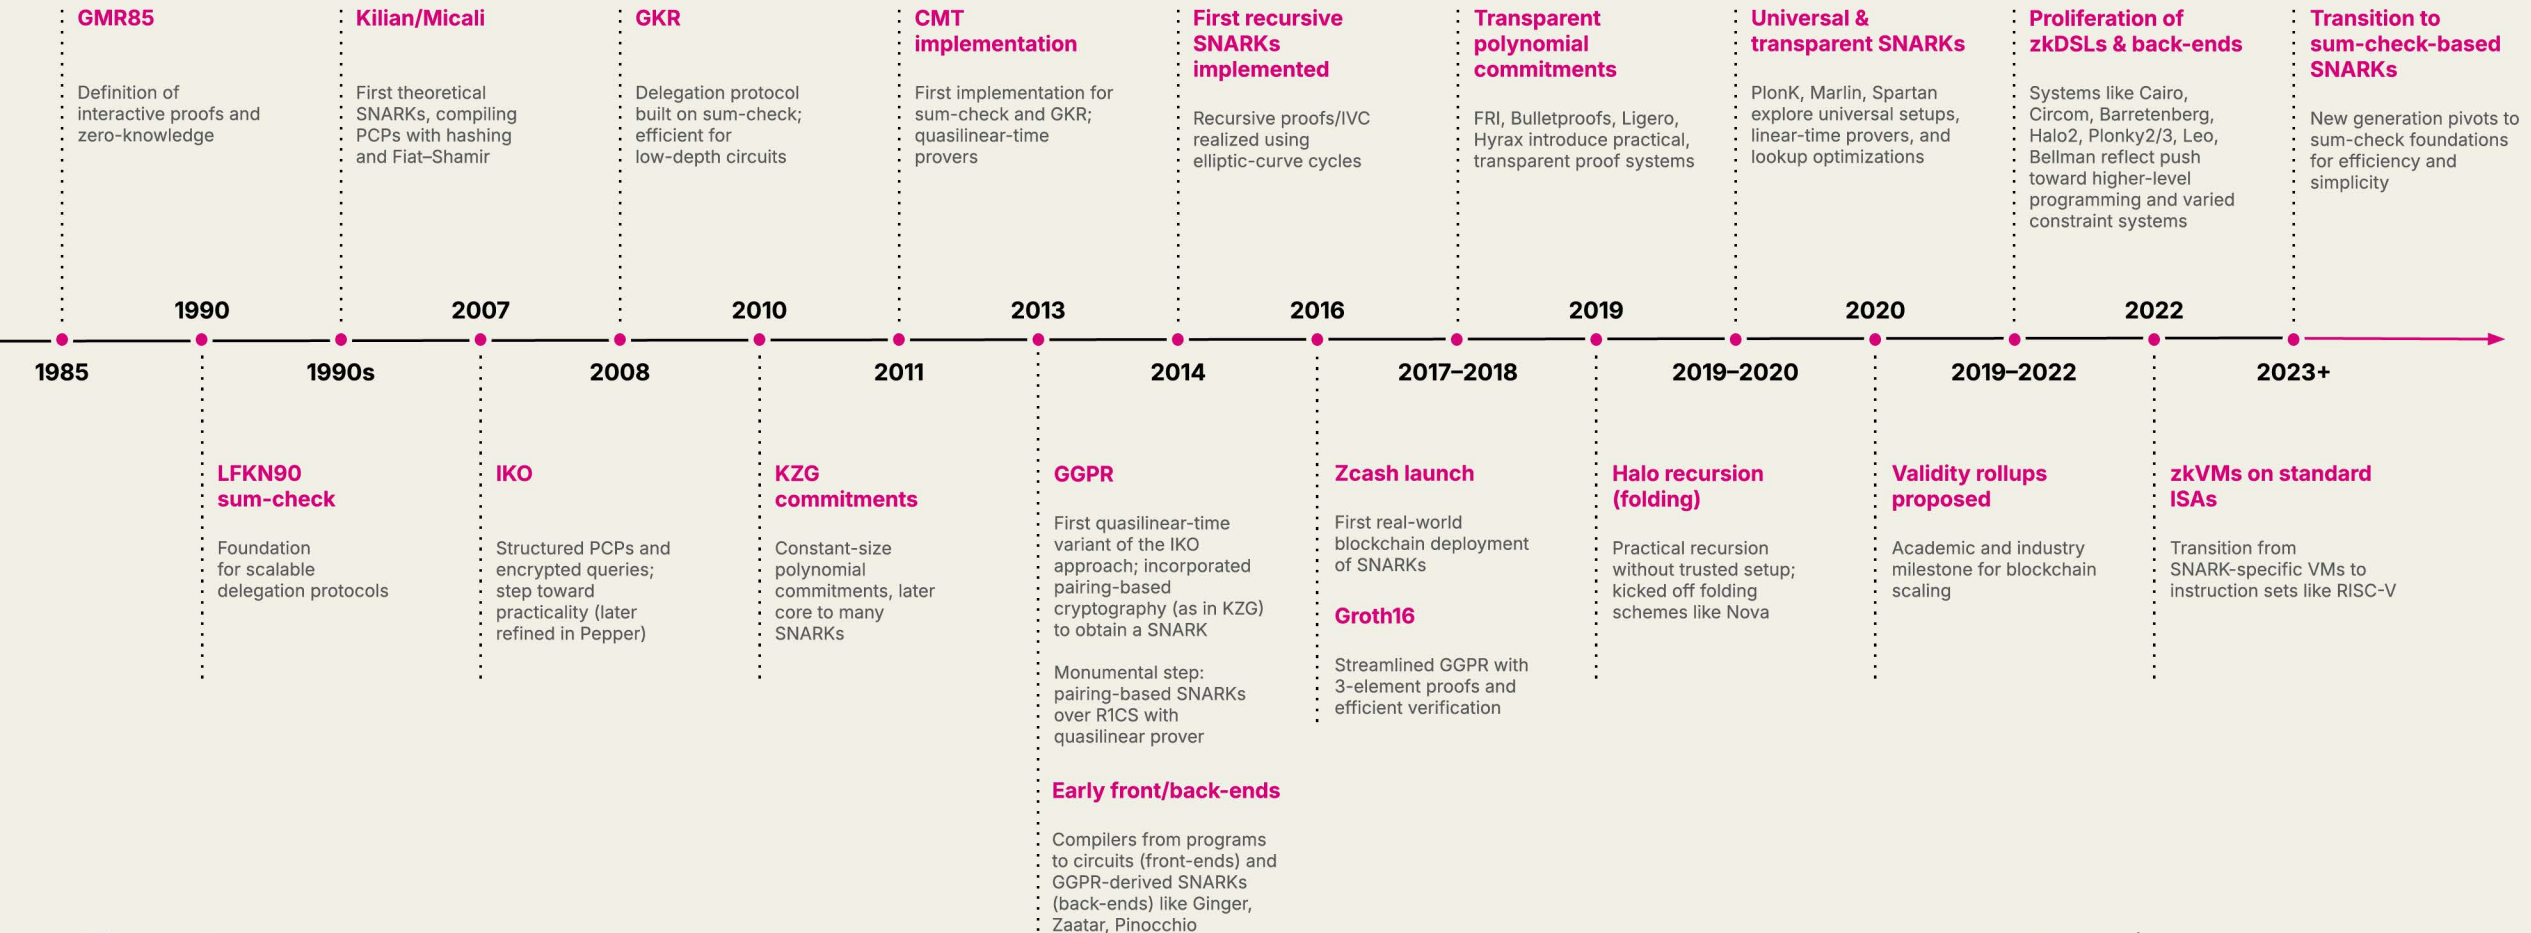 GMR85
Definition of
interactive proofs and
zero-knowledge
Kilian/Micali
First theoretical
SNARKs, compiling
PCPs with hashing
and Fiat–Shamir
GKR
Delegation protocol
built on sum-check;
efficient for
low-depth circuits
CMT
implementation
First implementation for
sum-check and GKR;
quasilinear-time
provers
First recursive
SNARKs
implemented
Recursive proofs/IVC
realized using
elliptic-curve cycles
Transparent
polynomial
commitments
FRI, Bulletproofs, Ligero,
Hyrax introduce practical,
transparent proof systems
Universal &
transparent SNARKs
PlonK, Marlin, Spartan
explore universal setups,
linear-time provers, and
lookup optimizations
Proliferation of
zkDSLs & back-ends
Systems like Cairo,
Circom, Barretenberg,
Halo2, Plonky2/3, Leo,
Bellman reflect push
toward higher-level
programming and varied
constraint systems
Transition to
sum-check-based
SNARKs
New generation pivots to
sum-check foundations
for efficiency and
simplicity
1990
2007
2010
2013
2016
2019
2020
2022
1985
1990s
2008
2011
2014
2017–2018
2019–2020
2019–2022
2023+
LFKN90
sum-check
Foundation
for scalable
delegation protocols
IKO
Structured PCPs and
encrypted queries;
step toward
practicality (later
refined in Pepper)
KZG
commitments
Constant-size
polynomial
commitments, later
core to many
SNARKs
GGPR
First quasilinear-time
variant of the IKO
approach; incorporated
pairing-based
cryptography (as in KZG)
to obtain a SNARK
Monumental step:
pairing-based SNARKs
over R1CS with
quasilinear prover
Early front/back-ends
Compilers from programs
to circuits (front-ends) and
GGPR-derived SNARKs
(back-ends) like Ginger,
Zaatar, Pinocchio
Zcash launch
First real-world
blockchain deployment
of SNARKs
Groth16
Streamlined GGPR with
3-element proofs and
efficient verification
Halo recursion
(folding)
Practical recursion
without trusted setup;
kicked off folding
schemes like Nova
Validity rollups
proposed
Academic and industry
milestone for blockchain
scaling
zkVMs on standard
ISAs
Transition from
SNARK-specific VMs to
instruction sets like RISC-V